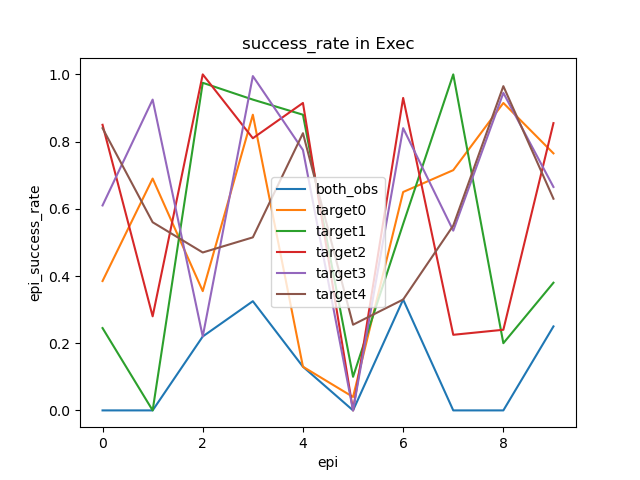 success_rate in Exec
epi_success_rate
1.0
0.8
0.6
0.4
0.2
0.0
both_obs
target0
target1
target2
target3
target4
0 2 4 6 8
epi